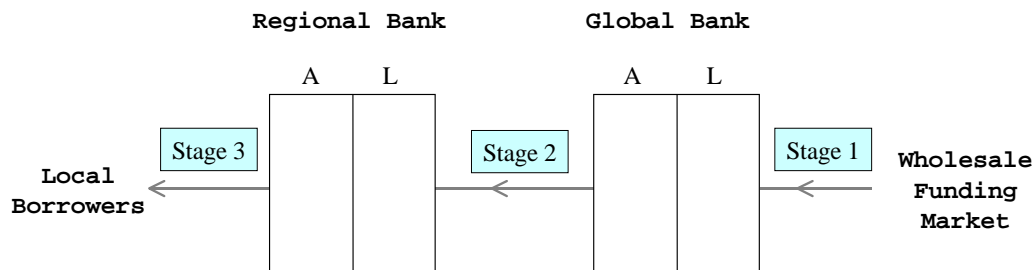 Regional Bank
Global Bank
A
L
A
L
Stage 3
Stage 2
Stage 1
Local
Borrowers
Wholesale
Funding
Market